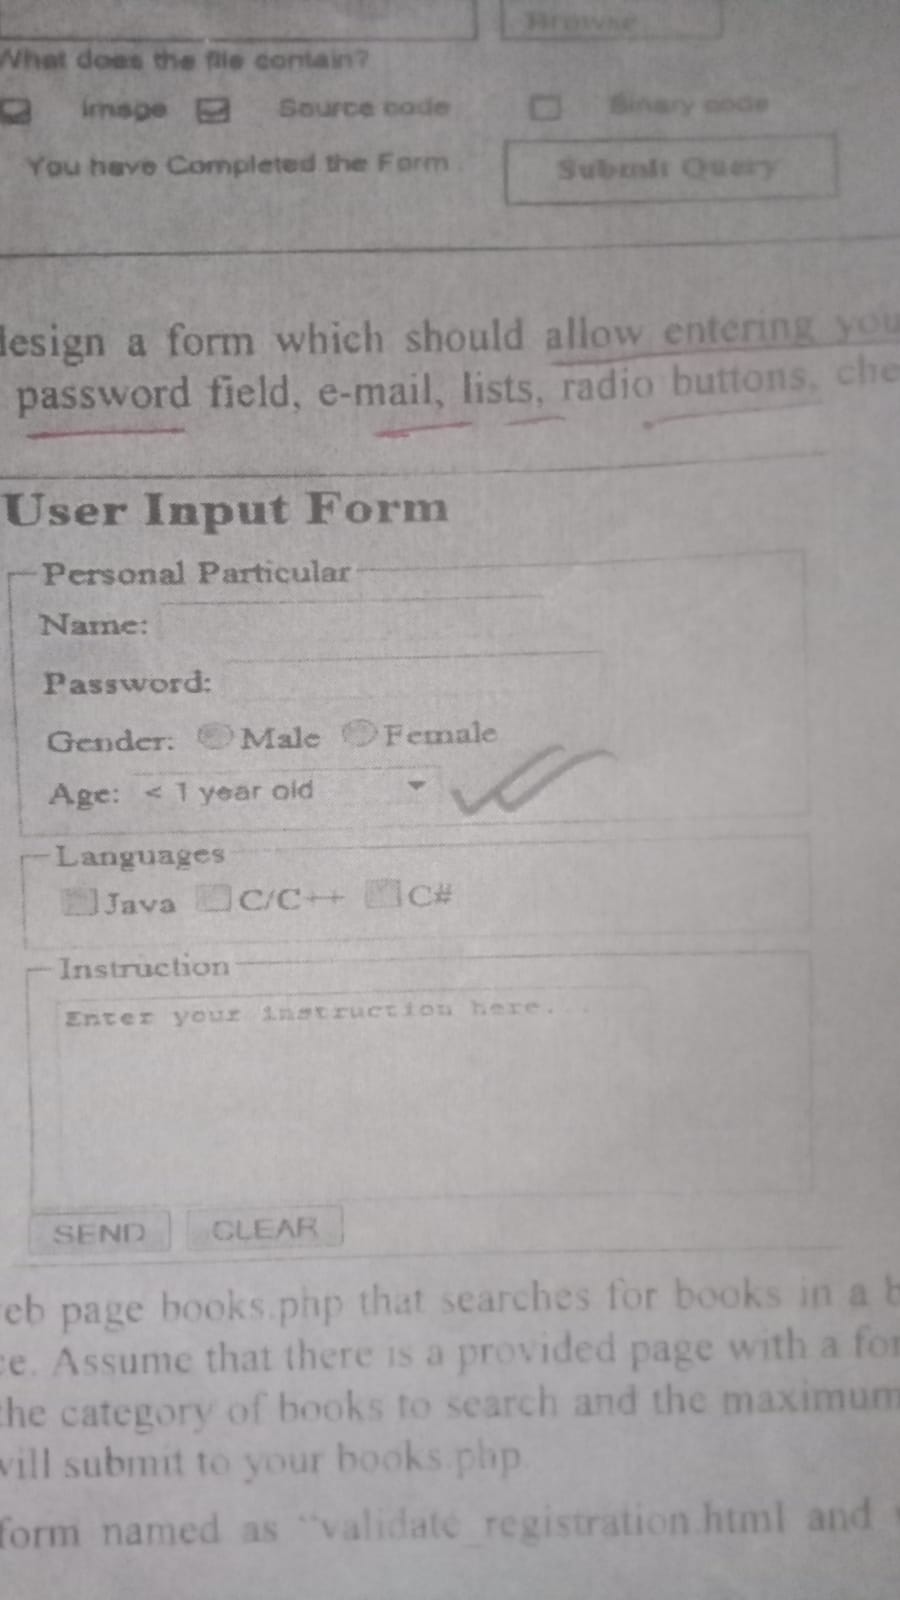 Browse
What does the file contain?
Image Source code Binary code
You have Completed the Form Submit Query
design a form which should allow entering you
password field, e-mail, lists, radio buttons, che
User Input Form
Personal Particular
Name:
Password:
Gender: Male Female
Age: < 1 year old
Languages
Java C/C++ C#
Instruction
Enter your instruction here...
SEND CLEAR
eb page books.php that searches for books in a b
e. Assume that there is a provided page with a for
the category of books to search and the maximum
will submit to your books.php
form named as "validate_registration.html and